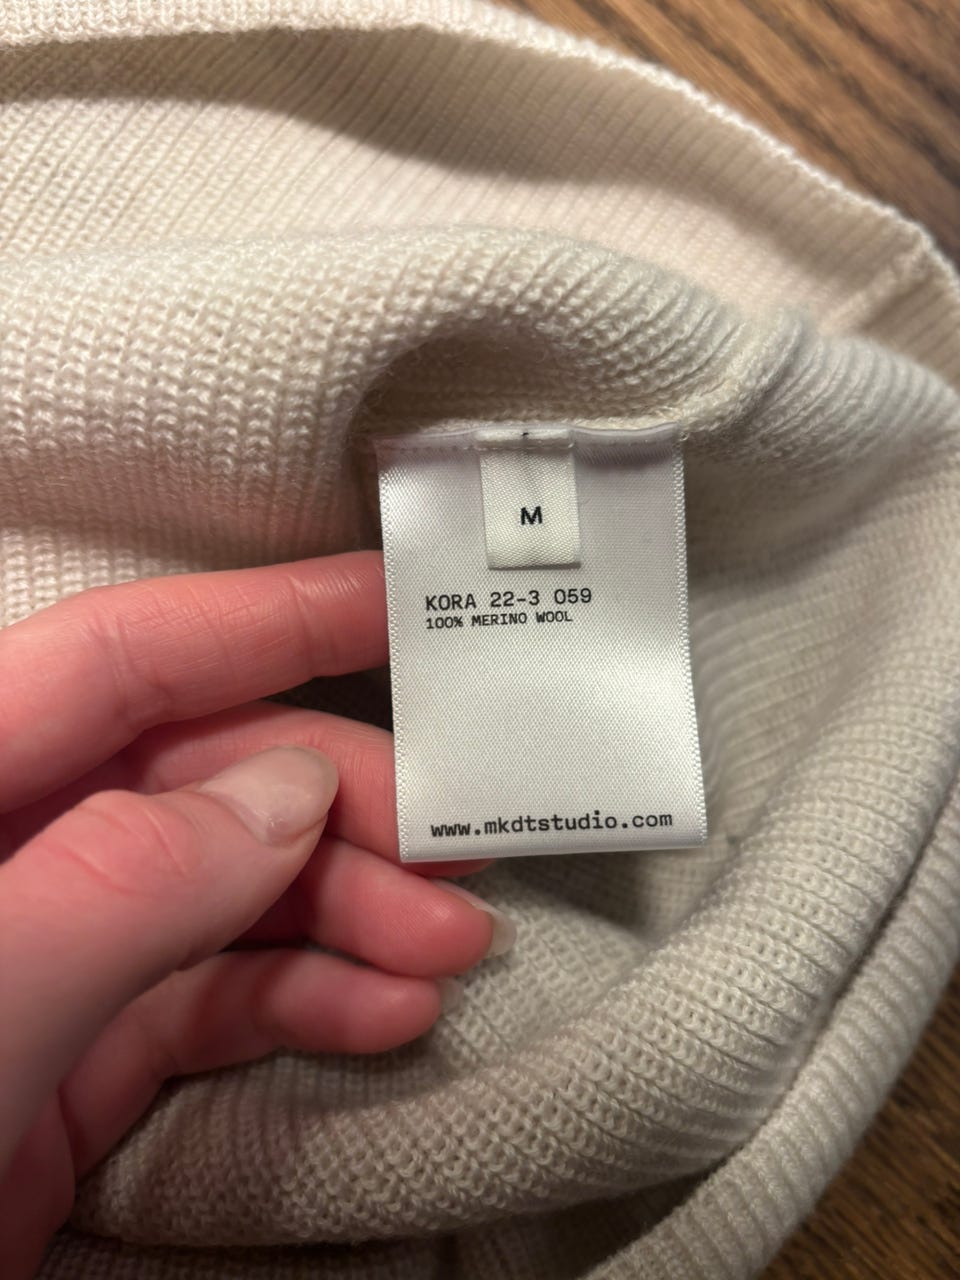 M
KORA 22-3 059
100% MERINO WOOL
www.mkdtstudio.com